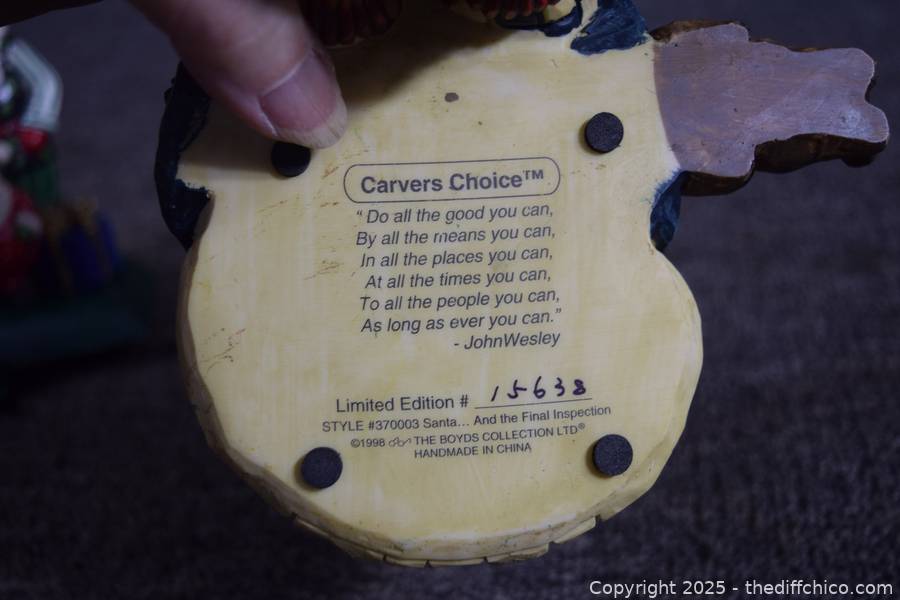 Carvers Choice™
“Do all the good you can,
By all the means you can,
In all the places you can,
At all the times you can,
To all the people you can,
As long as ever you can.”
- JohnWesley
Limited Edition # 15638
STYLE #370003 Santa... And the Final Inspection
©1998 THE BOYDS COLLECTION LTD®
HANDMADE IN CHINA
Copyright 2025 - thediffchico.com